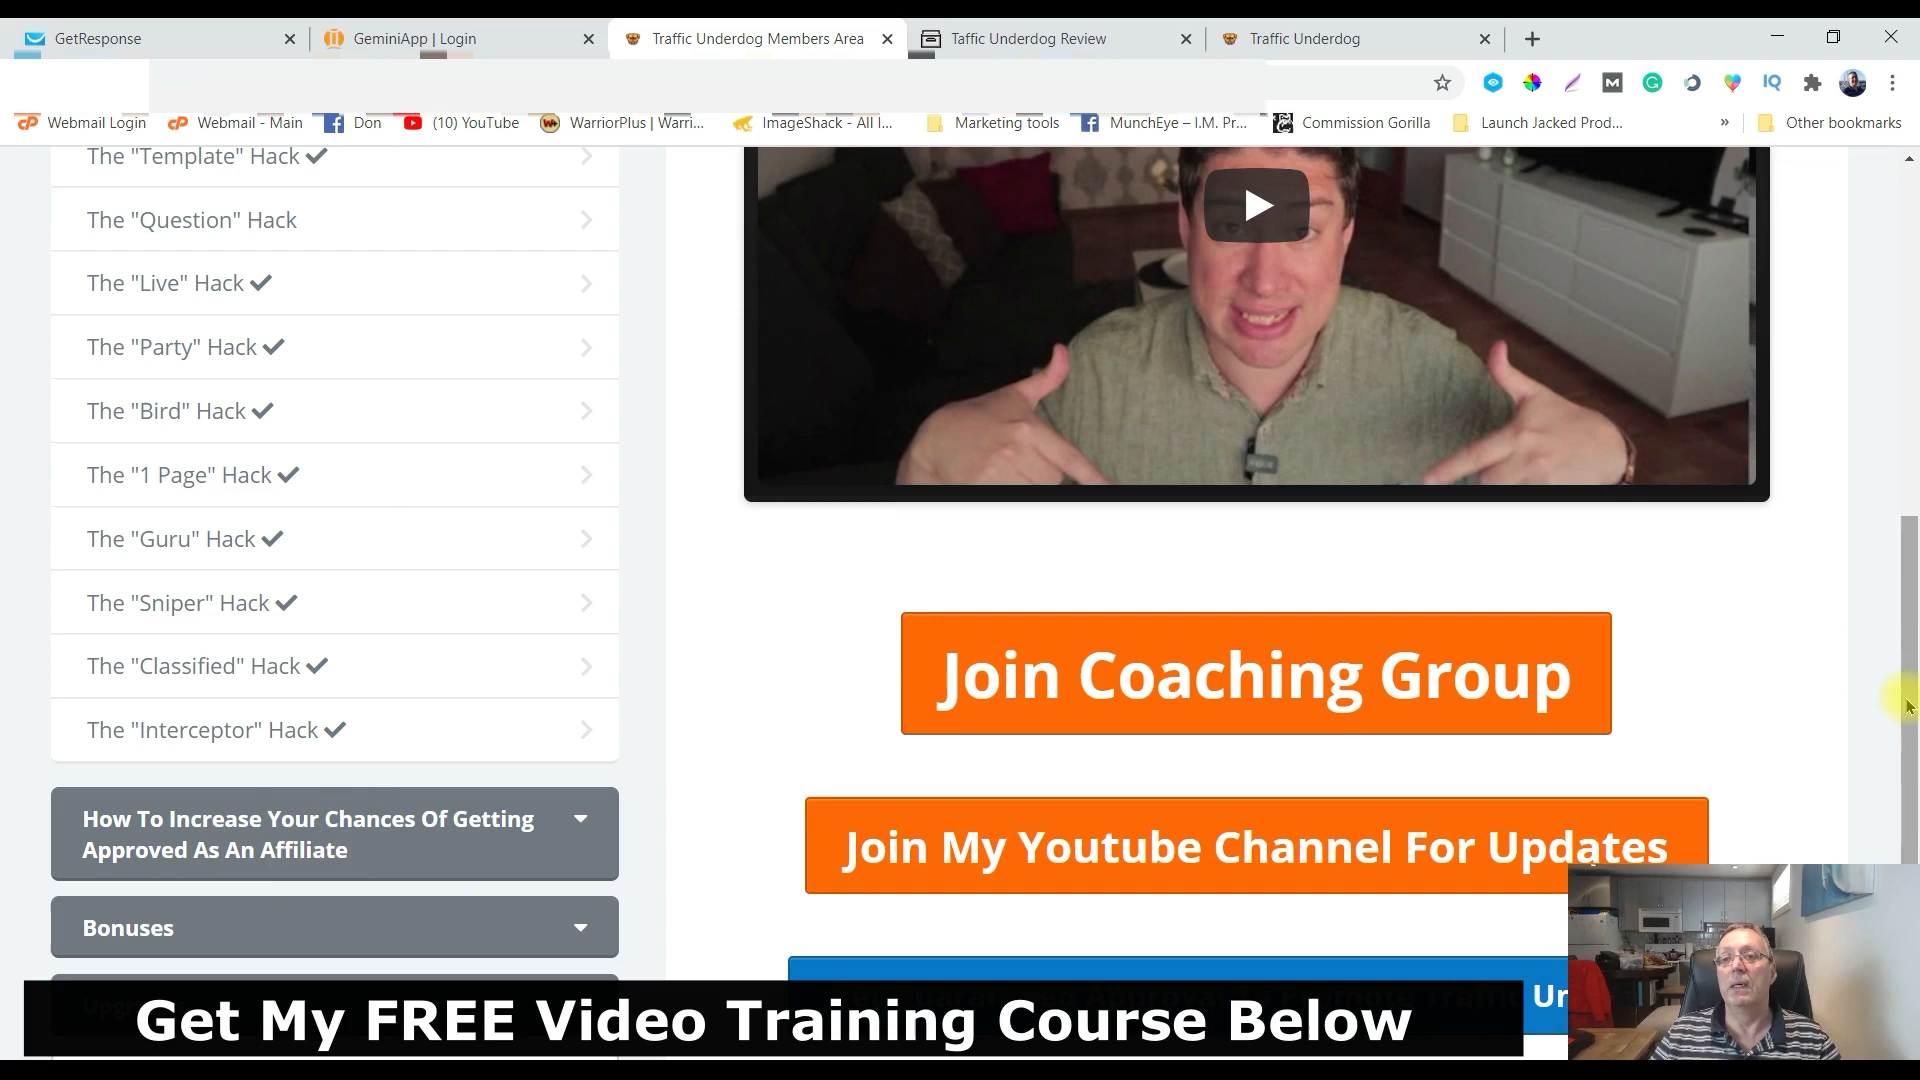 GetResponse
GeminiApp | Login
Traffic Underdog Members Area
Taffic Underdog Review
Traffic Underdog
Webmail Login
Webmail - Main
Don
(10) YouTube
WarriorPlus | Warri...
ImageShack - All I...
Marketing tools
MunchEye – I.M. Pr...
Commission Gorilla
Launch Jacked Prod...
»
Other bookmarks
The "Template" Hack ✔
The "Question" Hack
The "Live" Hack ✔
The "Party" Hack ✔
The "Bird" Hack ✔
The "1 Page" Hack ✔
The "Guru" Hack ✔
The "Sniper" Hack ✔
The "Classified" Hack ✔
The "Interceptor" Hack ✔
How To Increase Your Chances Of Getting
Approved As An Affiliate
Bonuses
Join Coaching Group
Join My Youtube Channel For Updates
Get My FREE Video Training Course Below